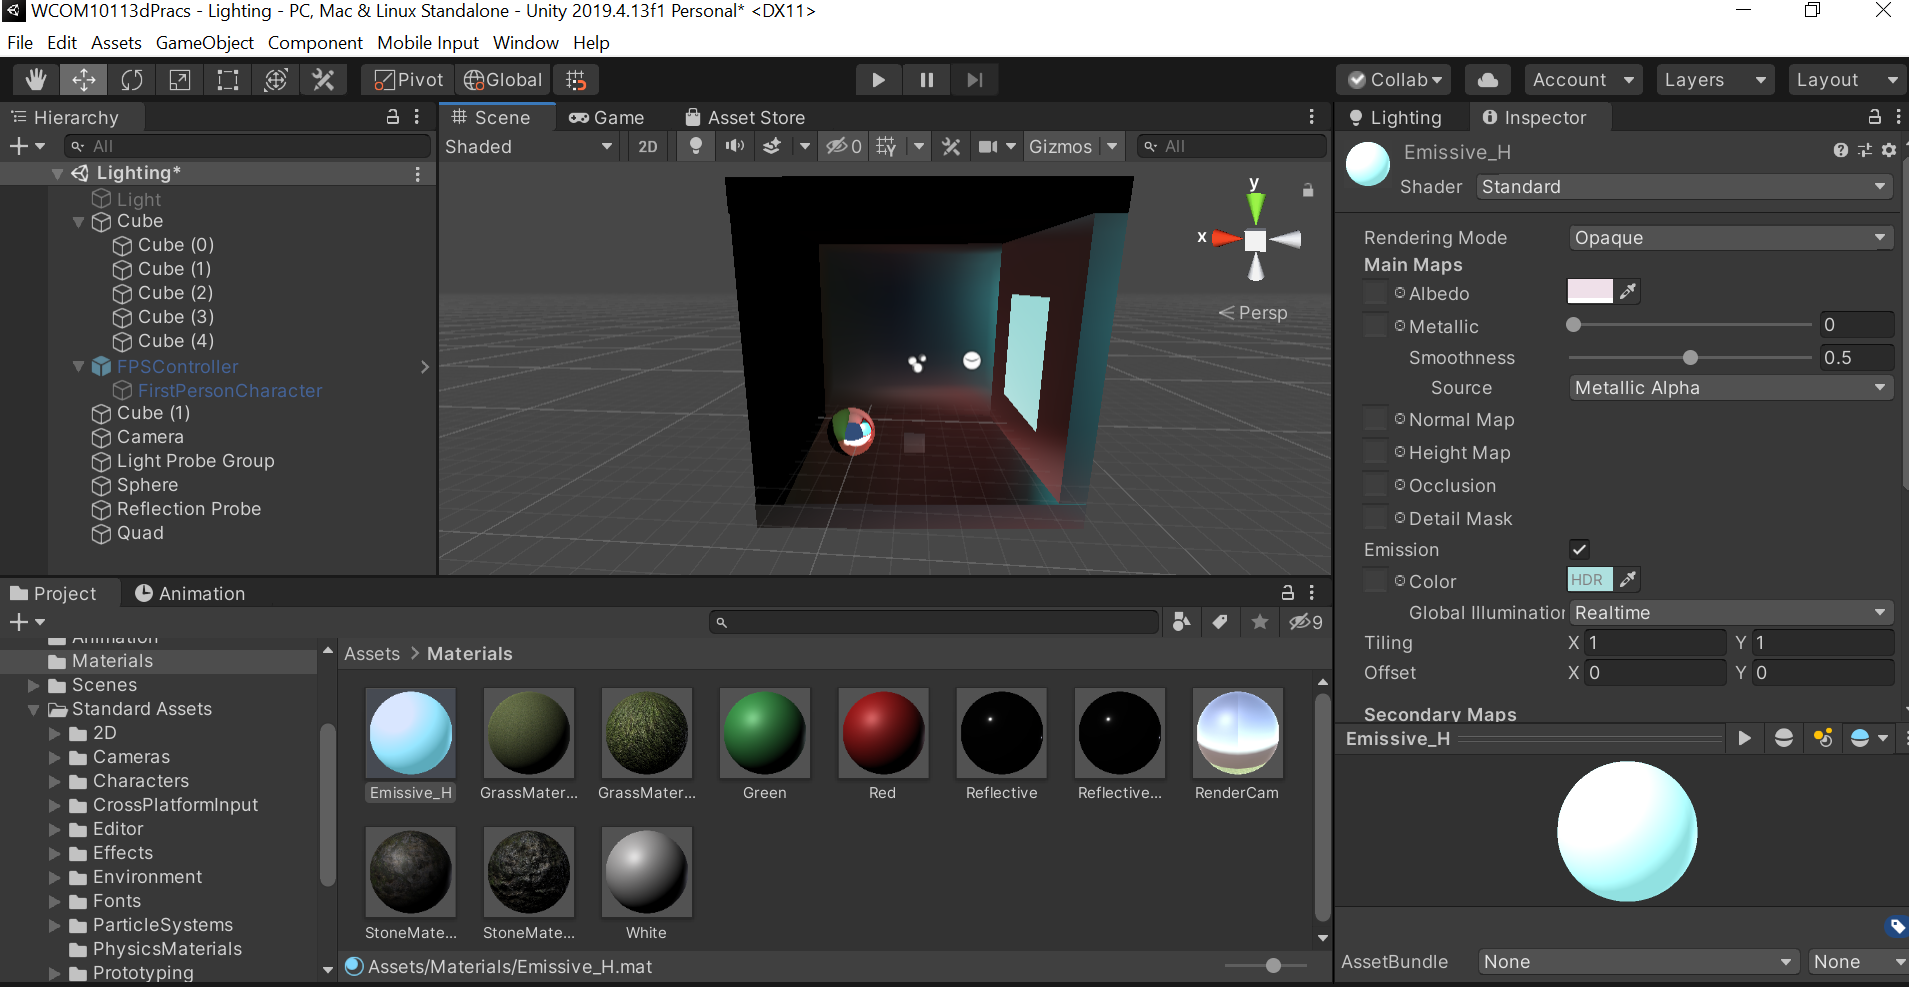 WCOM10113dPracs - Lighting - PC, Mac & Linux Standalone - Unity 2019.4.13f1 Personal* <DX11>
File Edit Assets GameObject Component Mobile Input Window Help
Pivot Global Collab Account Layers Layout
Hierarchy
All
Lighting*
Light
Cube
Cube (0)
Cube (1)
Cube (2)
Cube (3)
Cube (4)
FPSController
FirstPersonCharacter
Cube (1)
Camera
Light Probe Group
Sphere
Reflection Probe
Quad
Scene Game Asset Store
Shaded 2D 0 Gizmos All
y
x
Persp
Lighting Inspector
Emissive_H
Shader Standard
Rendering Mode Opaque
Main Maps
Albedo
Metallic 0
Smoothness 0.5
Source Metallic Alpha
Normal Map
Height Map
Occlusion
Detail Mask
Emission
Color HDR
Global Illumination Realtime
Tiling X 1 Y 1
Offset X 0 Y 0
Secondary Maps
Emissive_H
AssetBundle None None
Project Animation
9
Animation
Materials
Scenes
Standard Assets
2D
Cameras
Characters
CrossPlatformInput
Editor
Effects
Environment
Fonts
ParticleSystems
PhysicsMaterials
Prototyping
Assets > Materials
Emissive_H GrassMater... GrassMater... Green Red Reflective Reflective... RenderCam
StoneMate... StoneMate... White
Assets/Materials/Emissive_H.mat